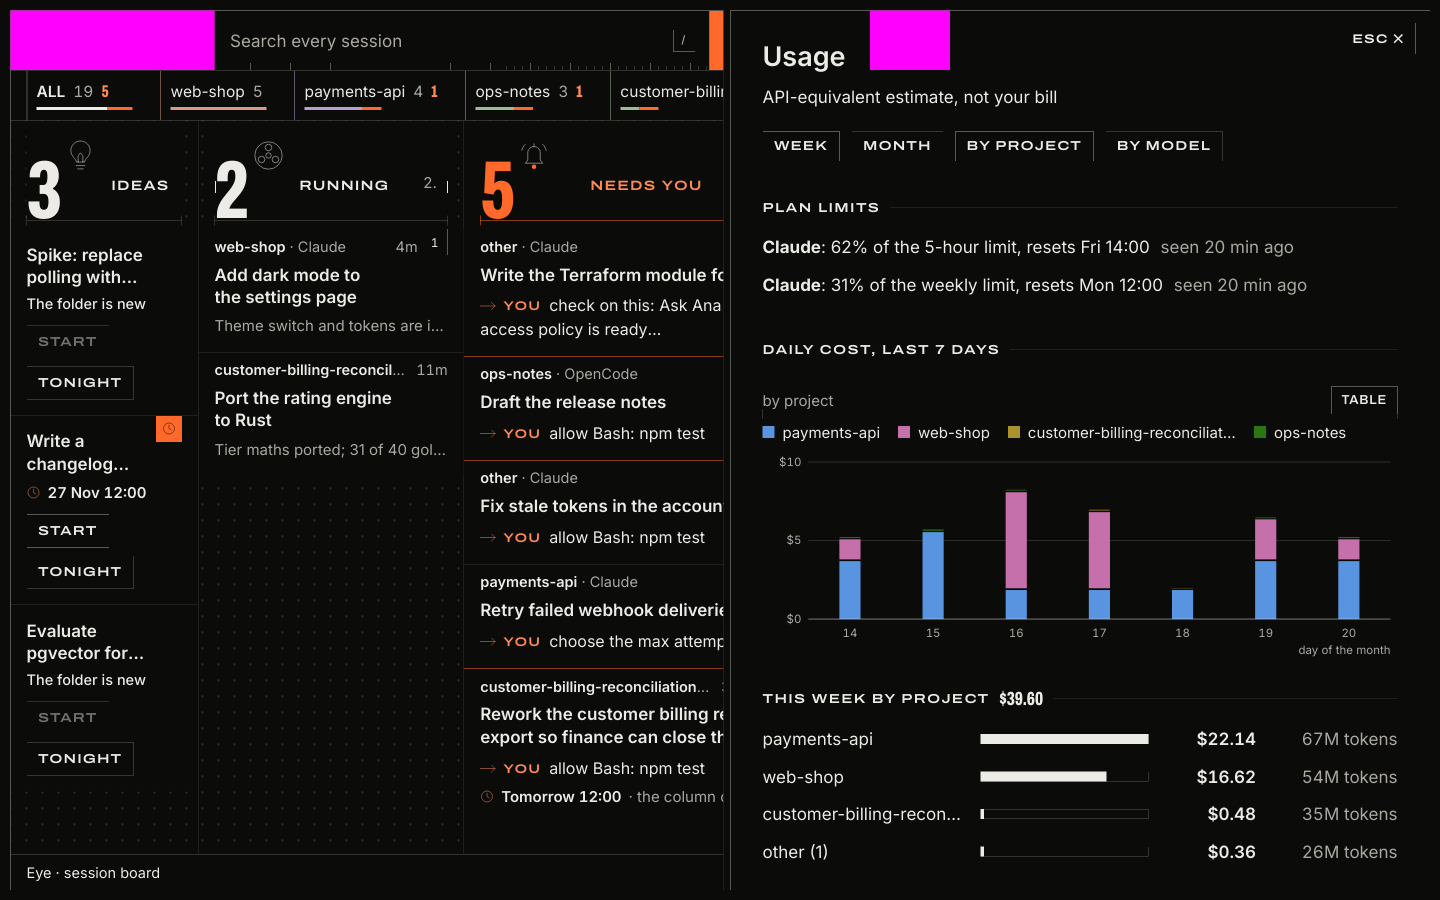 Search every session
/
ALL 19 5
web-shop 5
payments-api 4 1
ops-notes 3 1
customer-billin
3 IDEAS
Spike: replace
polling with...
The folder is new
START
TONIGHT
Write a
changelog...
27 Nov 12:00
START
TONIGHT
Evaluate
pgvector for...
The folder is new
START
TONIGHT
2 RUNNING 2.
web-shop · Claude 4m 1
Add dark mode to
the settings page
Theme switch and tokens are i...
customer-billing-reconcil... 11m
Port the rating engine
to Rust
Tier maths ported; 31 of 40 gol...
5 NEEDS YOU
other · Claude
Write the Terraform module fo
→ YOU check on this: Ask Ana
access policy is ready...
ops-notes · OpenCode
Draft the release notes
→ YOU allow Bash: npm test
other · Claude
Fix stale tokens in the accoun
→ YOU allow Bash: npm test
payments-api · Claude
Retry failed webhook deliverie
→ YOU choose the max attemp
customer-billing-reconciliation...
Rework the customer billing re
export so finance can close th
→ YOU allow Bash: npm test
Tomorrow 12:00 · the column
Eye · session board
Usage
ESC ×
API-equivalent estimate, not your bill
WEEK MONTH BY PROJECT BY MODEL
PLAN LIMITS
Claude: 62% of the 5-hour limit, resets Fri 14:00 seen 20 min ago
Claude: 31% of the weekly limit, resets Mon 12:00 seen 20 min ago
DAILY COST, LAST 7 DAYS
by project
TABLE
payments-api web-shop customer-billing-reconciliat... ops-notes
$10
$5
$0
14 15 16 17 18 19 20
day of the month
THIS WEEK BY PROJECT $39.60
payments-api $22.14 67M tokens
web-shop $16.62 54M tokens
customer-billing-recon... $0.48 35M tokens
other (1) $0.36 26M tokens